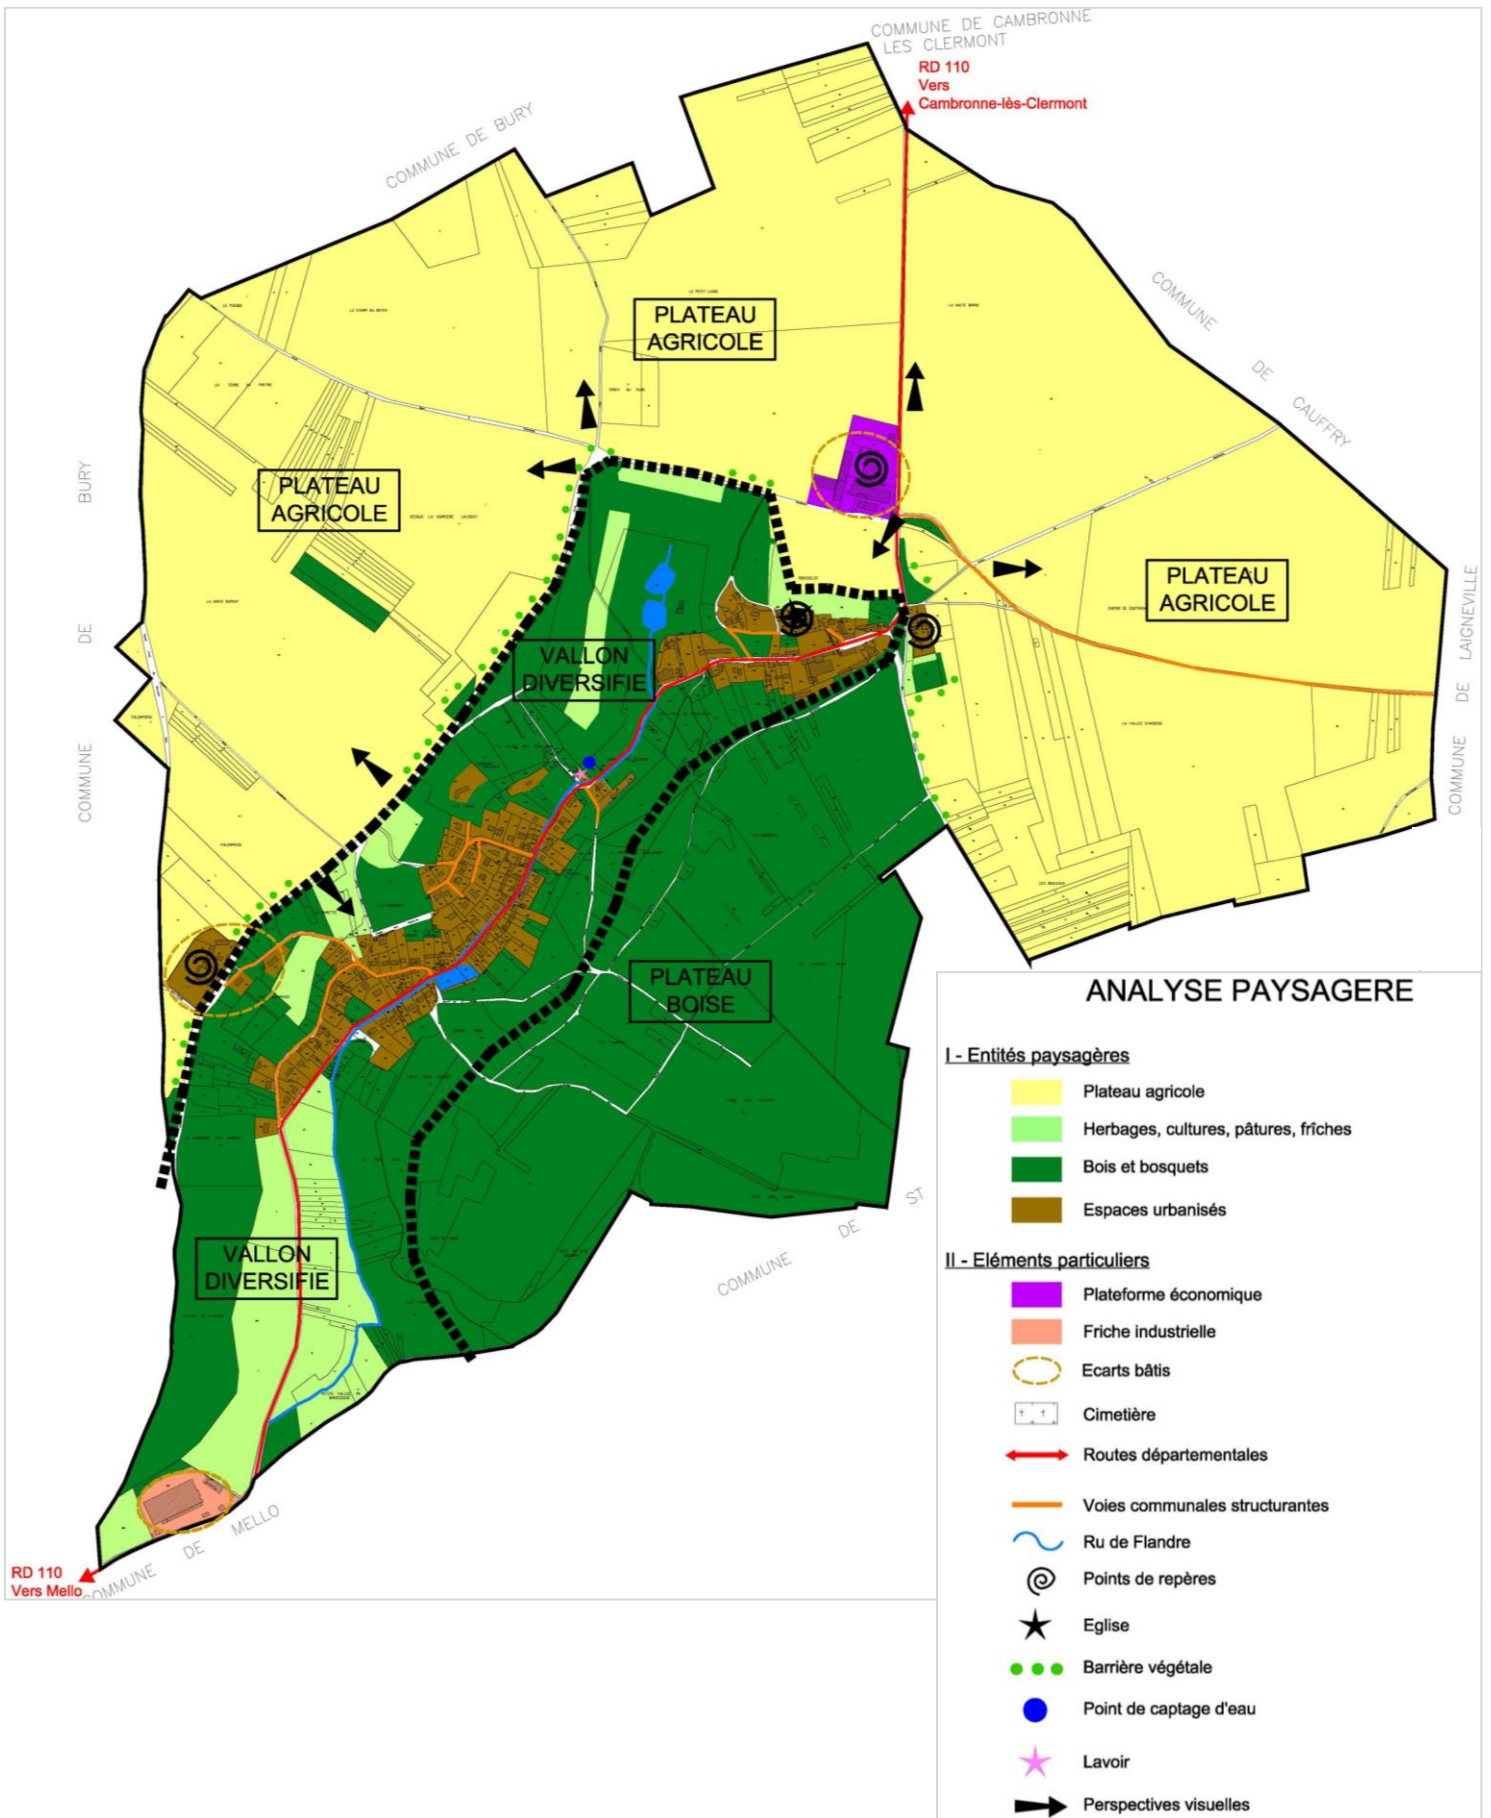 COMMUNE DE CAMBRONNE
LES CLERMONT
RD 110
Vers
Cambronne-lès-Clermont
COMMUNE DE BURY
COMMUNE DE CAUFFRY
PLATEAU
AGRICOLE
PLATEAU
AGRICOLE
PLATEAU
AGRICOLE
COMMUNE DE BURY
COMMUNE DE LAIGNEVILLE
VALLON
DIVERSIFIE
PLATEAU
BOISE
VALLON
DIVERSIFIE
COMMUNE DE ST
COMMUNE DE MELLO
RD 110
Vers Mello
ANALYSE PAYSAGERE
I - Entités paysagères
Plateau agricole
Herbages, cultures, pâtures, frîches
Bois et bosquets
Espaces urbanisés
II - Eléments particuliers
Plateforme économique
Friche industrielle
Ecarts bâtis
Cimetière
Routes départementales
Voies communales structurantes
Ru de Flandre
Points de repères
Eglise
Barrière végétale
Point de captage d'eau
Lavoir
Perspectives visuelles